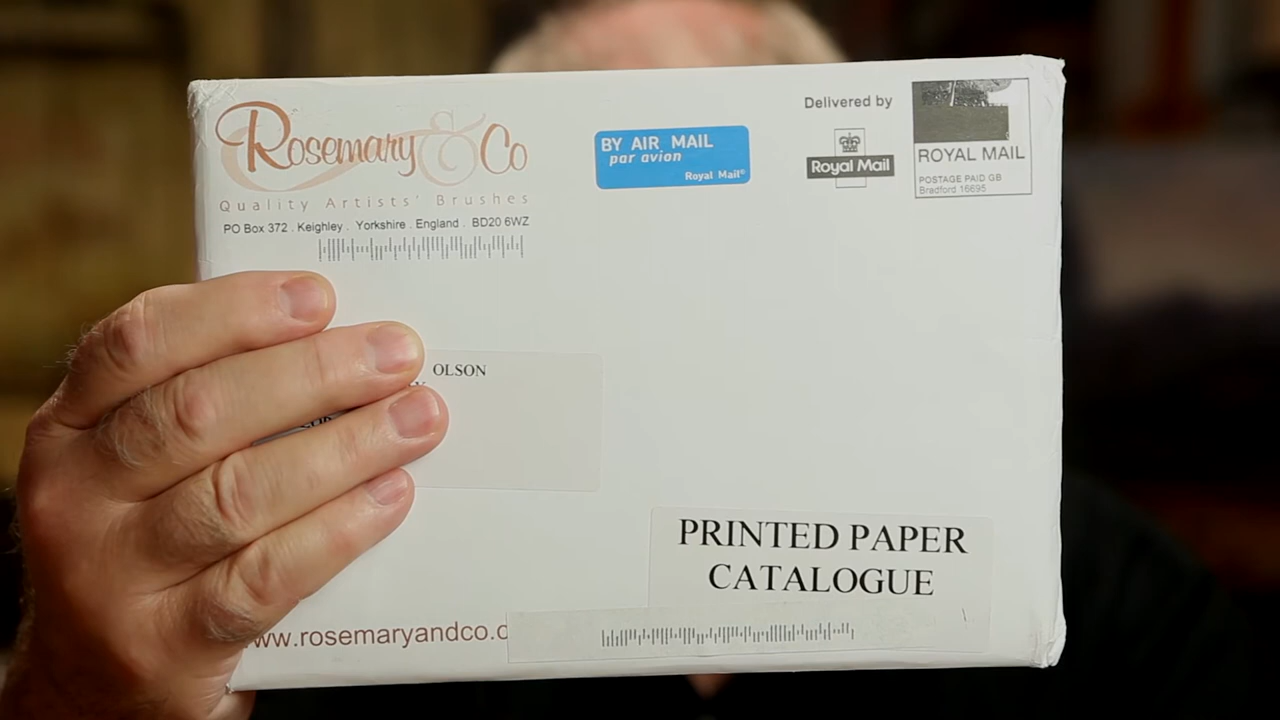 Rosemary & Co
Quality Artists' Brushes
PO Box 372 . Keighley . Yorkshire . England . BD20 6WZ
BY AIR MAIL
par avion
Royal Mail®
Delivered by
Royal Mail
ROYAL MAIL
POSTAGE PAID GB
Bradford 16695
OLSON
PRINTED PAPER
CATALOGUE
www.rosemaryandco.c